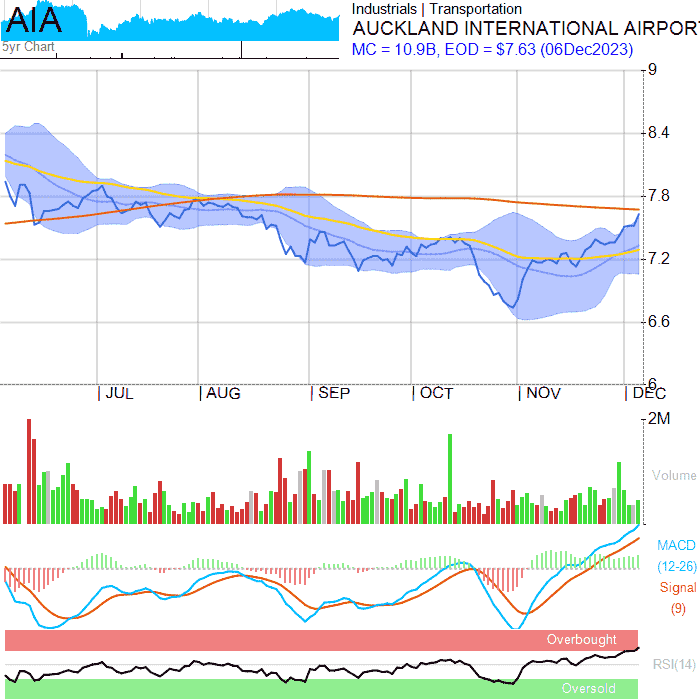 AIA
5yr Chart
Industrials | Transportation
AUCKLAND INTERNATIONAL AIRPOR
MC = 10.9B, EOD = $7.63 (06Dec2023)
9
8.4
7.8
7.2
6.6
6
JUL AUG SEP OCT NOV DEC
2M
Volume
MACD
(12-26)
Signal
(9)
Overbought
RSI(14)
Oversold